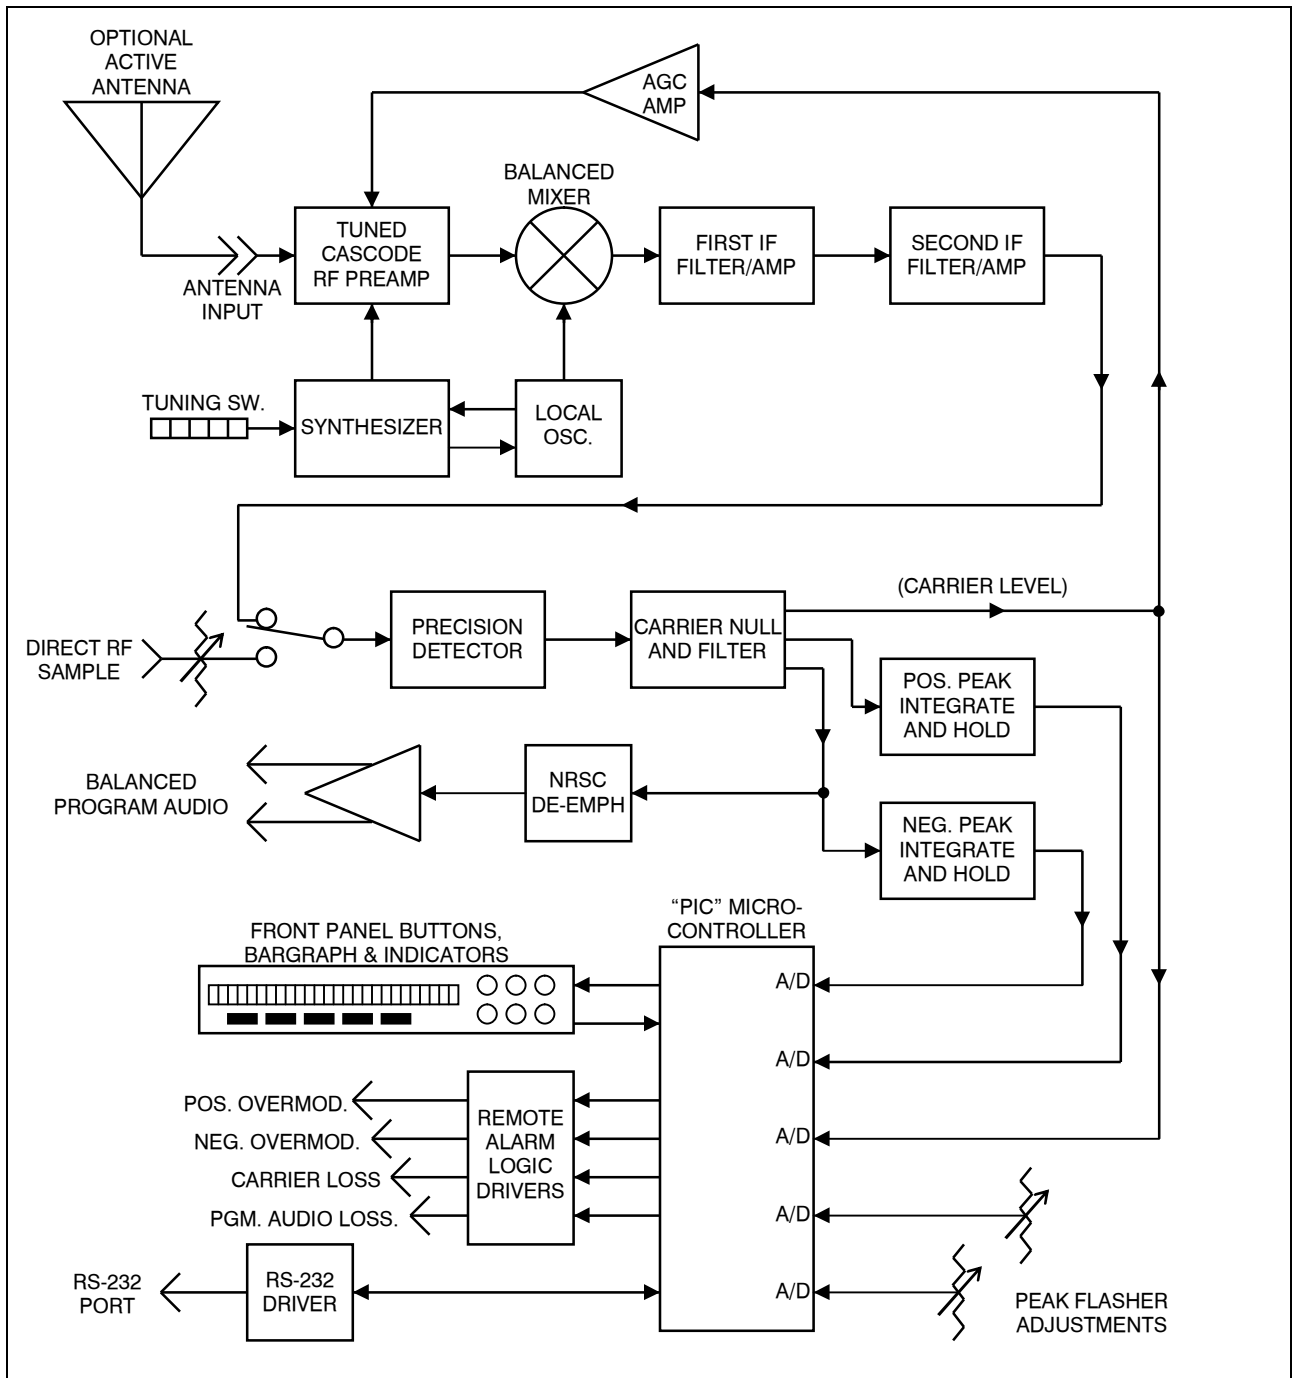 OPTIONAL
ACTIVE
ANTENNA
AGC
AMP
BALANCED
MIXER
TUNED
CASCODE
RF PREAMP
FIRST IF
FILTER/AMP
SECOND IF
FILTER/AMP
ANTENNA
INPUT
TUNING SW.
SYNTHESIZER
LOCAL
OSC.
(CARRIER LEVEL)
DIRECT RF
SAMPLE
PRECISION
DETECTOR
CARRIER NULL
AND FILTER
POS. PEAK
INTEGRATE
AND HOLD
BALANCED
PROGRAM AUDIO
NRSC
DE-EMPH
NEG. PEAK
INTEGRATE
AND HOLD
“PIC” MICRO-
CONTROLLER
FRONT PANEL BUTTONS,
BARGRAPH & INDICATORS
A/D
A/D
A/D
A/D
A/D
POS. OVERMOD.
NEG. OVERMOD.
CARRIER LOSS
PGM. AUDIO LOSS.
REMOTE
ALARM
LOGIC
DRIVERS
RS-232
PORT
RS-232
DRIVER
PEAK FLASHER
ADJUSTMENTS